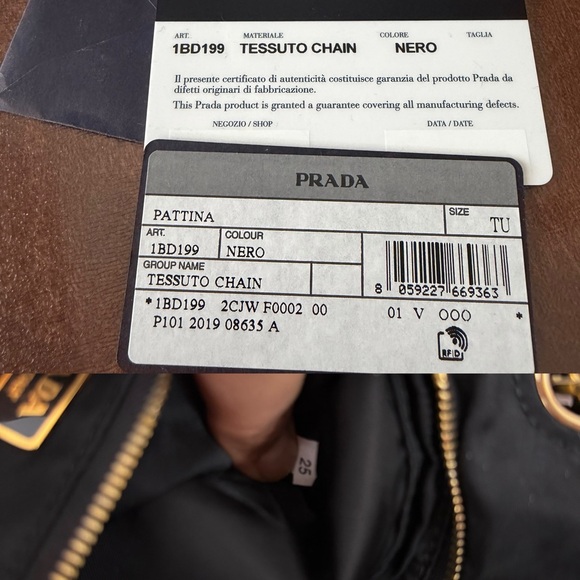 ART. MATERIALE COLORE TAGLIA
1BD199 TESSUTO CHAIN NERO
Il presente certificato di autenticità costituisce garanzia del prodotto Prada da
difetti originari di fabbricazione.
This Prada product is granted a guarantee covering all manufacturing defects.
NEGOZIO / SHOP DATA / DATE
PRADA
PATTINA SIZE TU
ART. COLOUR
1BD199 NERO
GROUP NAME
TESSUTO CHAIN
8 059227 669363
*1BD199 2CJW F0002 00 01 V OOO *
P101 2019 08635 A
RFID
25